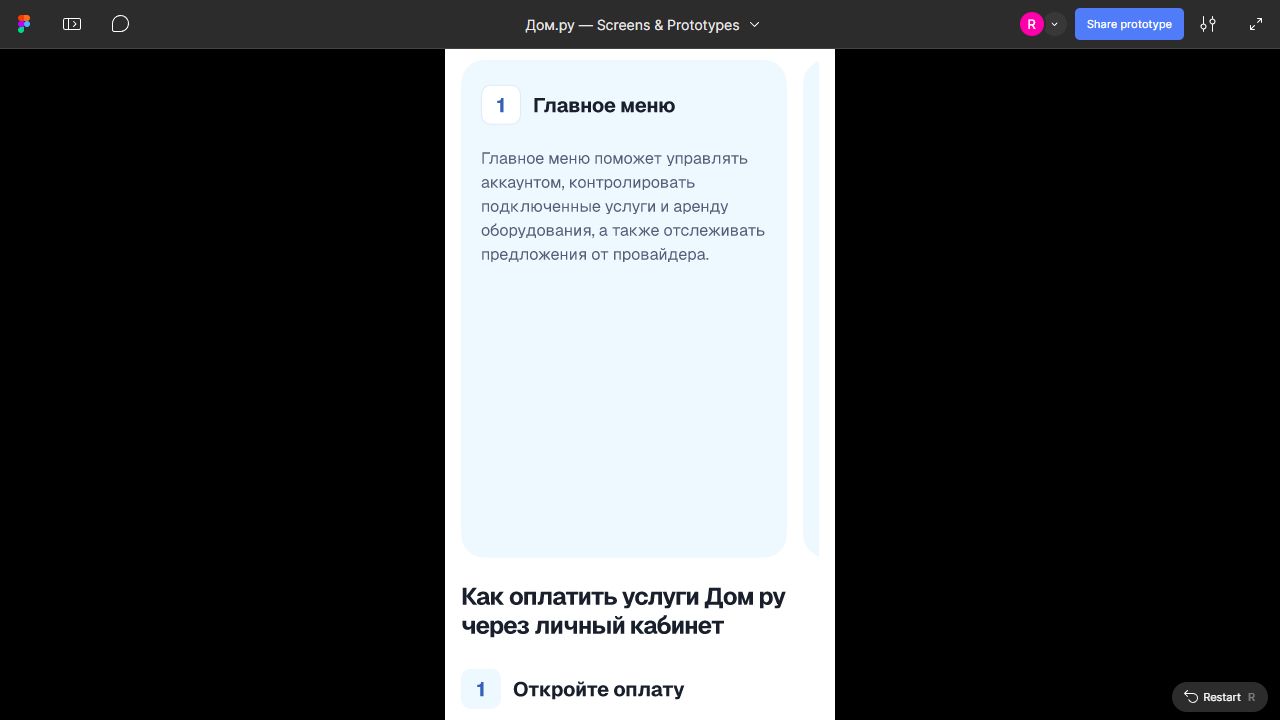 Дом.ру — Screens & Prototypes
R
Share prototype
1
Главное меню
Главное меню поможет управлять
аккаунтом, контролировать
подключенные услуги и аренду
оборудования, а также отслеживать
предложения от провайдера.
Как оплатить услуги Дом ру
через личный кабинет
1
Откройте оплату
Restart R